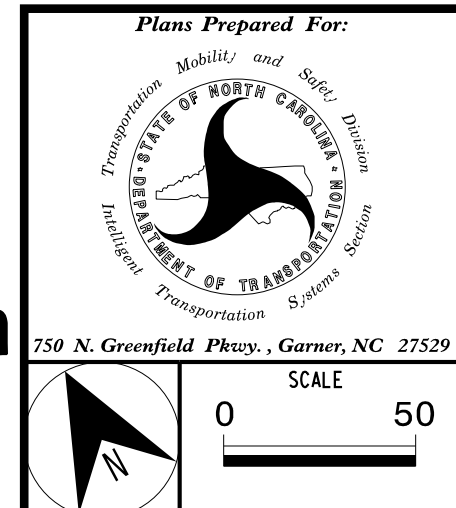 Plans Prepared For:
Transportation Mobility and Safety Division
STATE OF NORTH CAROLINA
DEPARTMENT OF TRANSPORTATION
Intelligent Transportation Systems Section
750 N. Greenfield Pkwy., Garner, NC 27529
N
SCALE
0 50